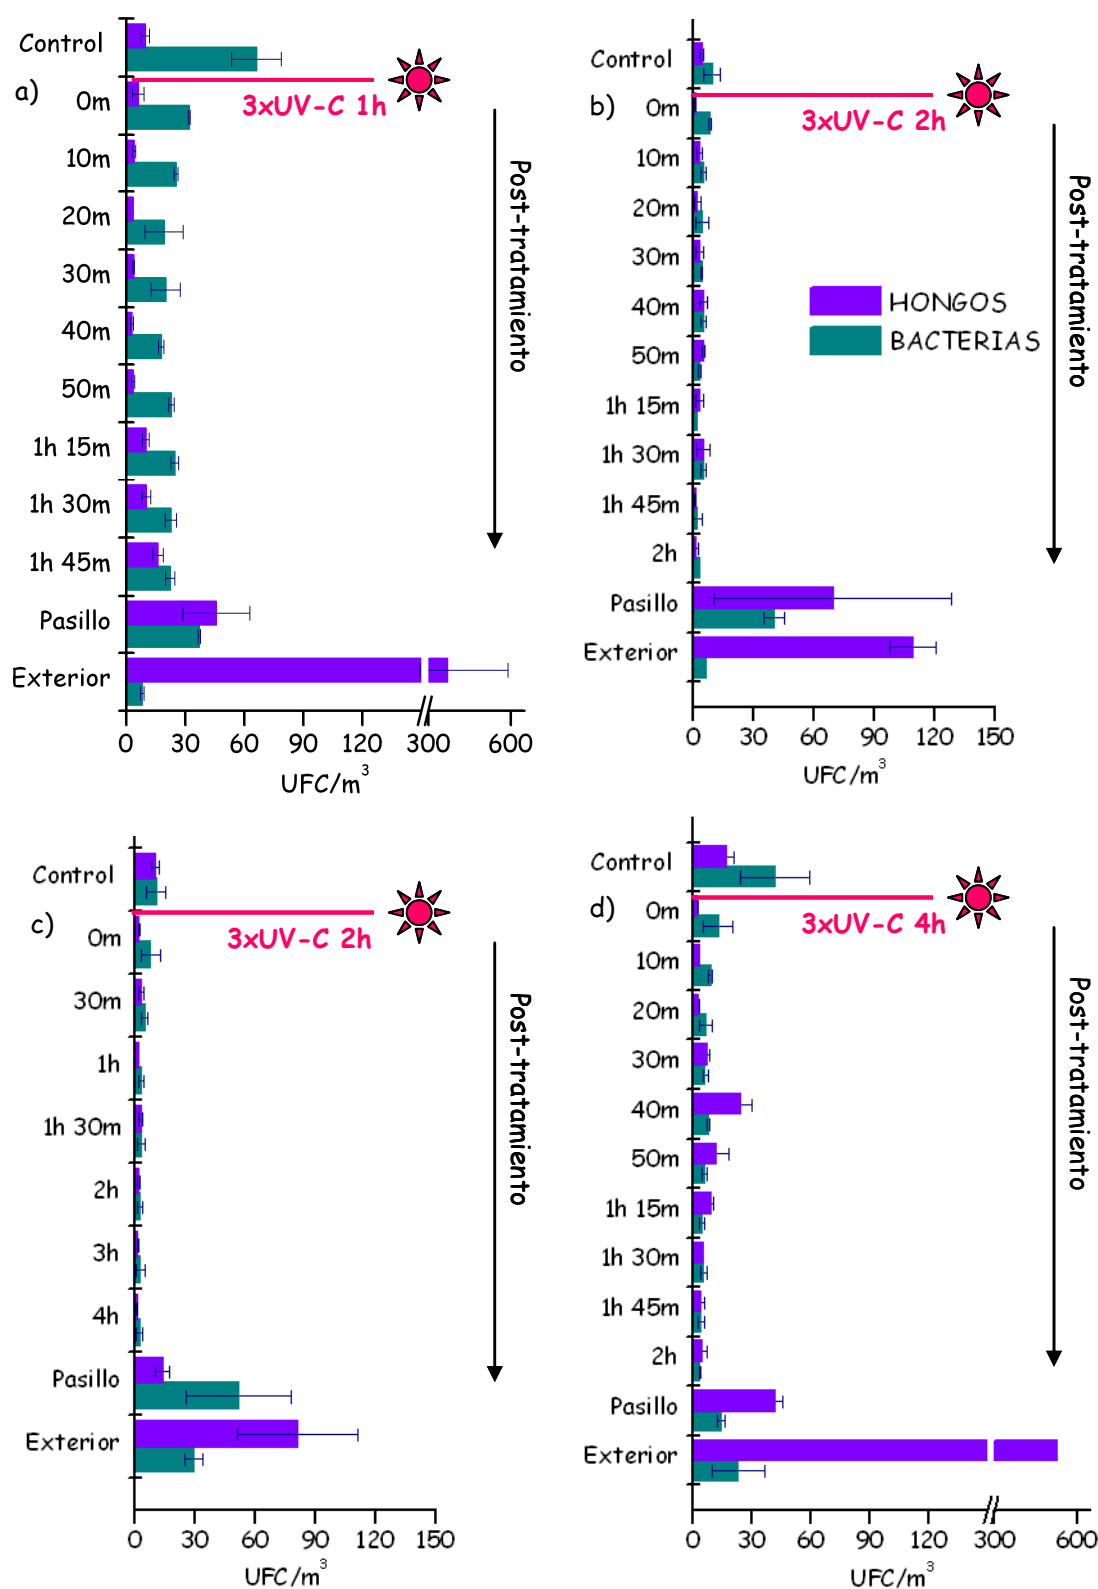 a)
Control
3xUV-C 1h
0m
10m
20m
30m
40m
50m
1h 15m
1h 30m
1h 45m
Pasillo
Exterior
Post-tratamiento
0 30 60 90 120 300 600
UFC/m³
b)
Control
3xUV-C 2h
0m
10m
20m
30m
40m
50m
1h 15m
1h 30m
1h 45m
2h
Pasillo
Exterior
HONGOS
BACTERIAS
Post-tratamiento
0 30 60 90 120 150
UFC/m³
c)
Control
3xUV-C 2h
0m
30m
1h
1h 30m
2h
3h
4h
Pasillo
Exterior
Post-tratamiento
0 30 60 90 120 150
UFC/m³
d)
Control
3xUV-C 4h
0m
10m
20m
30m
40m
50m
1h 15m
1h 30m
1h 45m
2h
Pasillo
Exterior
Post-tratamiento
0 30 60 90 120 300 600
UFC/m³